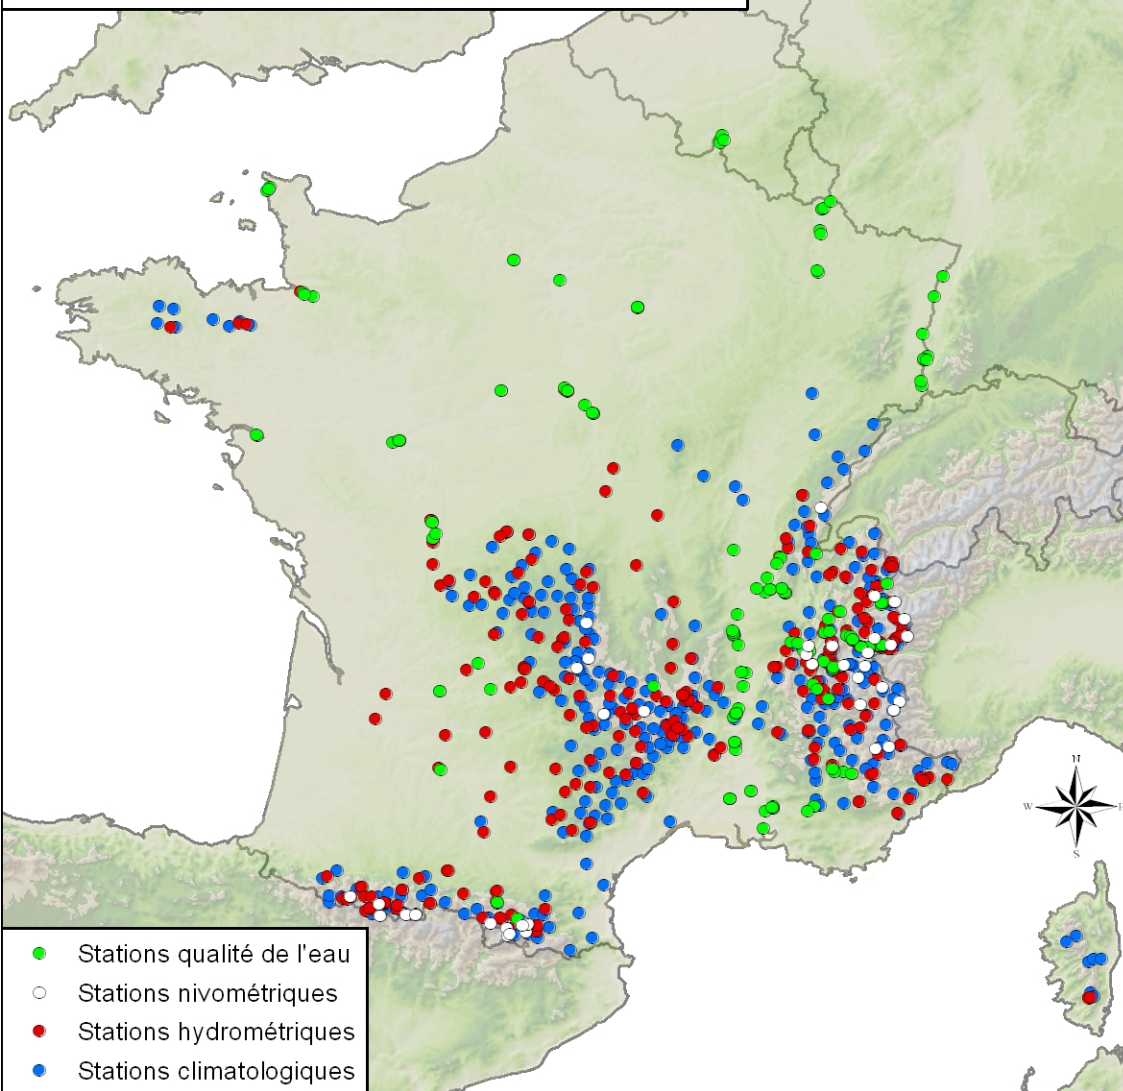 N
W
E
S
Stations qualité de l'eau
Stations nivométriques
Stations hydrométriques
Stations climatologiques